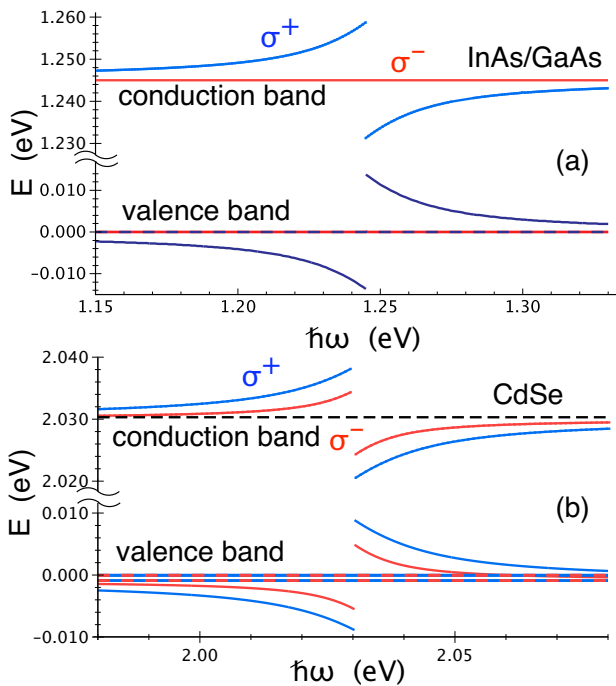 1.260
σ+
InAs/GaAs
1.250
σ−
1.240
conduction band
1.230
E (eV)
(a)
0.010
valence band
0.000
−0.010
1.15
1.20
1.25
1.30
ħω (eV)
2.040
σ+
CdSe
2.030
conduction band σ−
2.020
E (eV)
(b)
0.010
valence band
0.000
−0.010
2.00
2.05
ħω (eV)